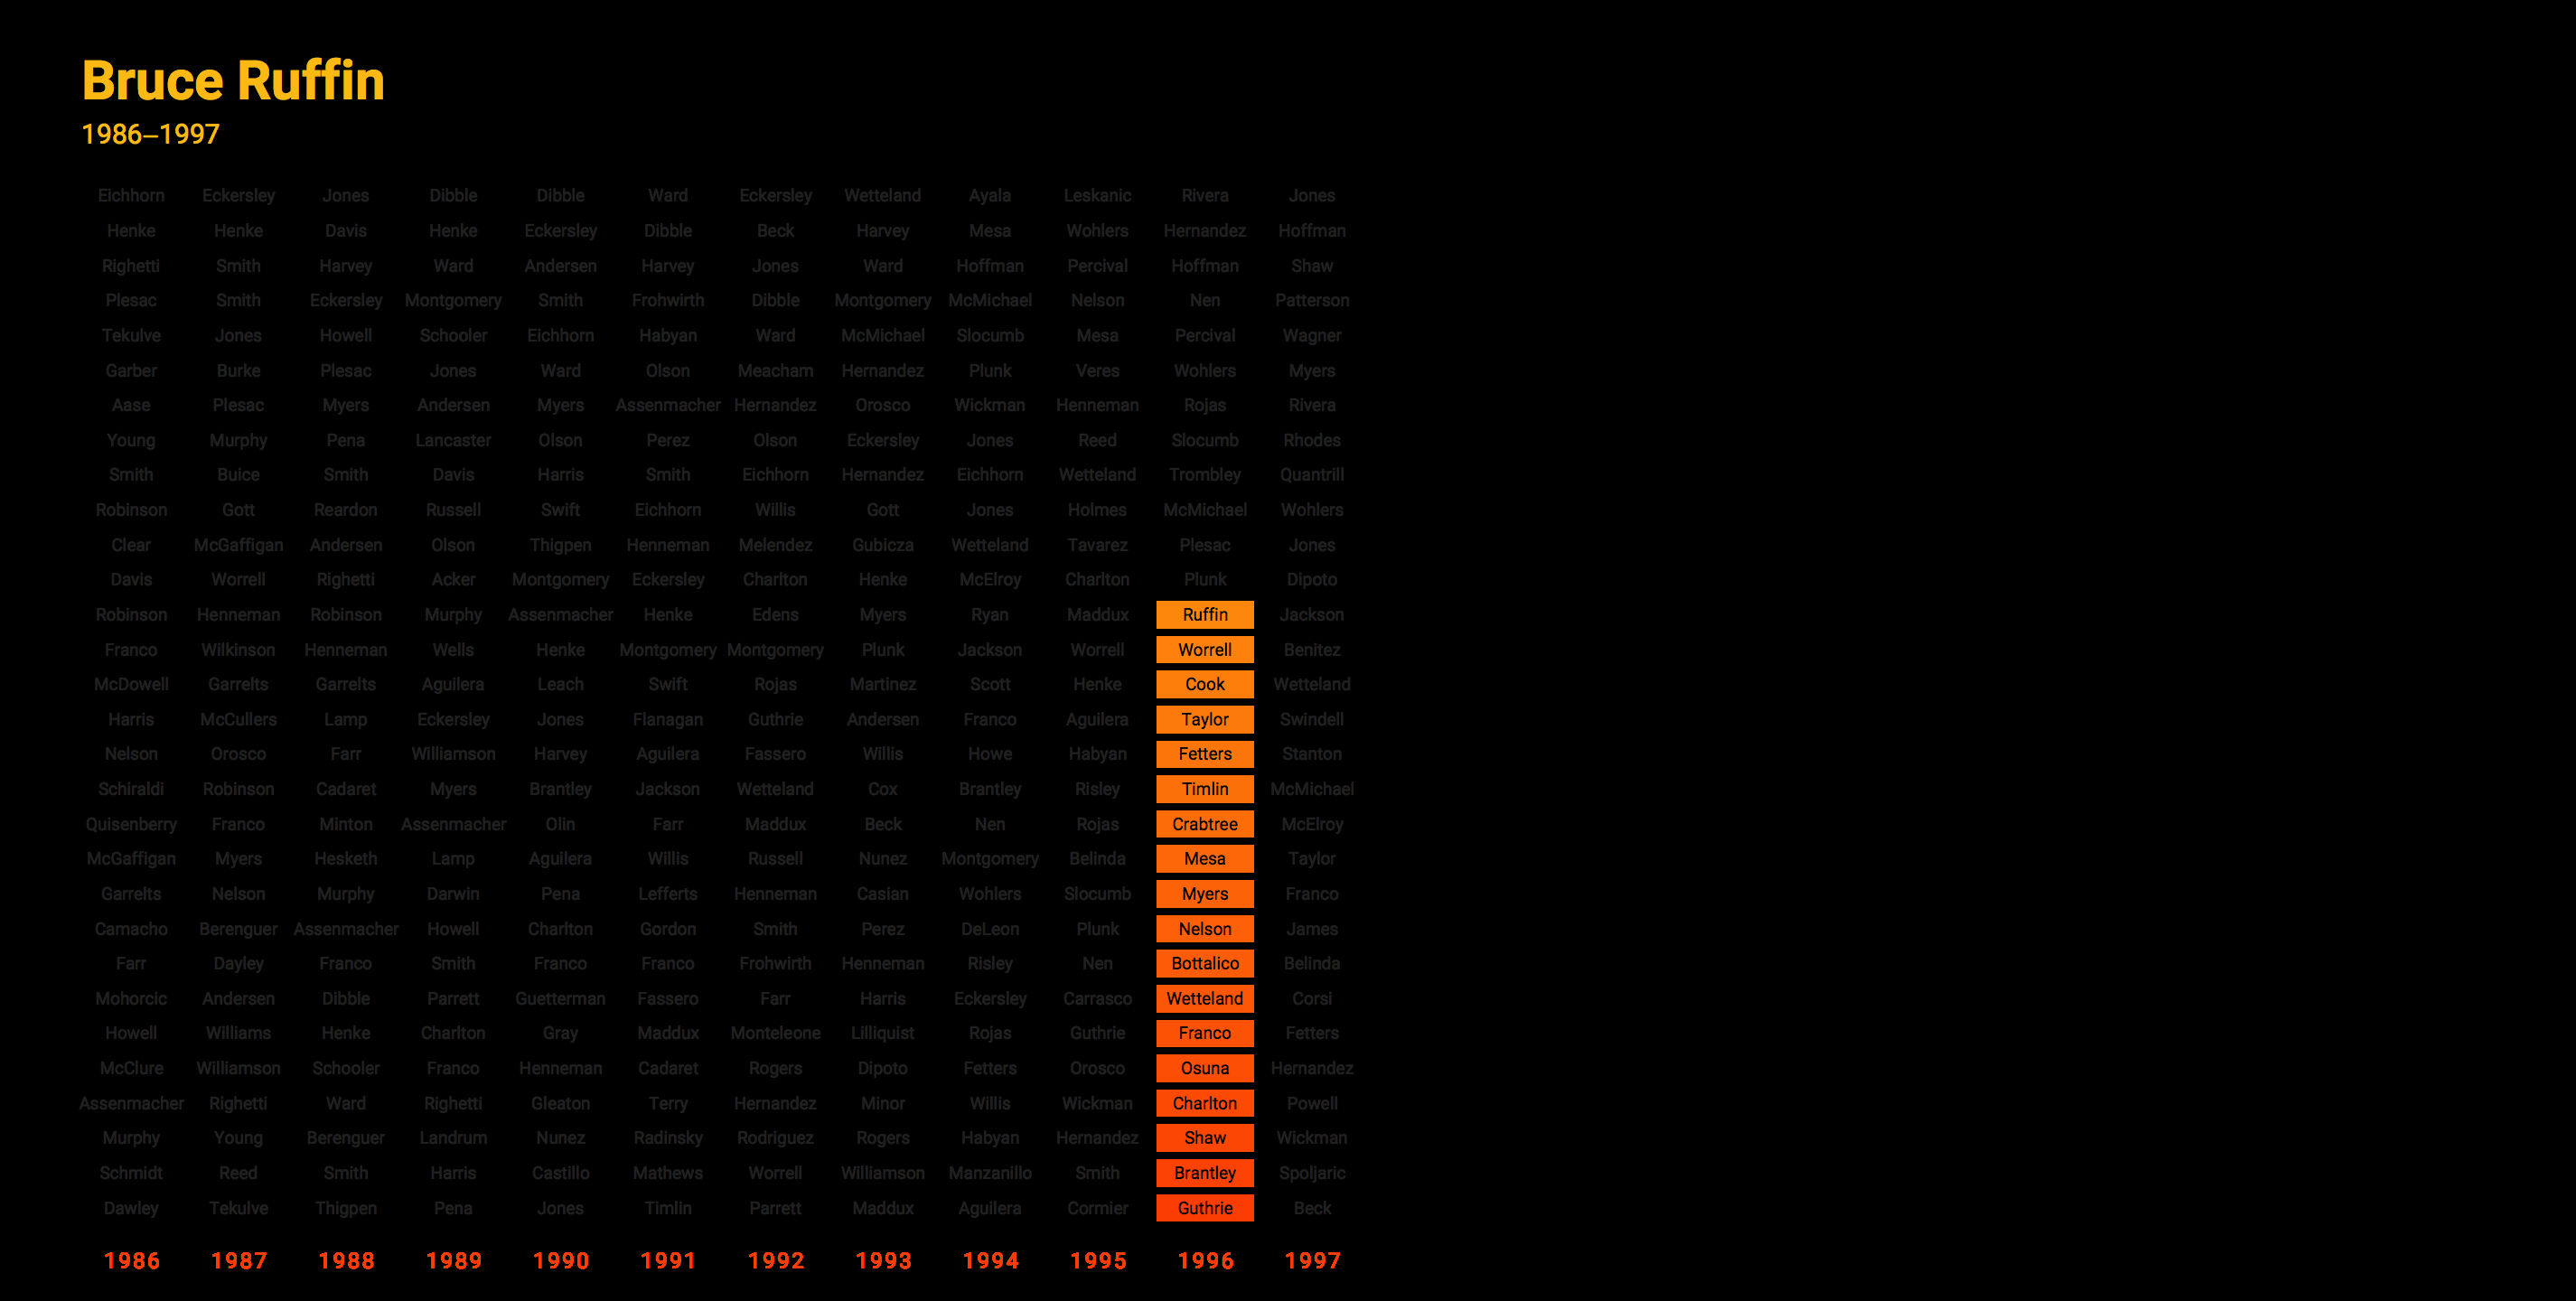 Bruce Ruffin
1986–1997
Eichhorn Eckersley Jones Dibble Dibble Ward Eckersley Wetteland Ayala Leskanic Rivera Jones
Henke Henke Davis Henke Eckersley Dibble Beck Harvey Mesa Wohlers Hernandez Hoffman
Righetti Smith Harvey Ward Andersen Harvey Jones Ward Hoffman Percival Hoffman Shaw
Plesac Smith Eckersley Montgomery Smith Frohwirth Dibble Montgomery McMichael Nelson Nen Patterson
Tekulve Jones Howell Schooler Eichhorn Habyan Ward McMichael Slocumb Mesa Percival Wagner
Garber Burke Plesac Jones Ward Olson Meacham Hernandez Plunk Veres Wohlers Myers
Aase Plesac Myers Andersen Myers Assenmacher Hernandez Orosco Wickman Henneman Rojas Rivera
Young Murphy Pena Lancaster Olson Perez Olson Eckersley Jones Reed Slocumb Rhodes
Smith Buice Smith Davis Harris Smith Eichhorn Hernandez Eichhorn Wetteland Trombley Quantrill
Robinson Gott Reardon Russell Swift Eichhorn Willis Gott Jones Holmes McMichael Wohlers
Clear McGaffigan Andersen Olson Thigpen Henneman Melendez Gubicza Wetteland Tavarez Plesac Jones
Davis Worrell Righetti Acker Montgomery Eckersley Charlton Henke McElroy Charlton Plunk Dipoto
Robinson Henneman Robinson Murphy Assenmacher Henke Edens Myers Ryan Maddux Ruffin Jackson
Franco Wilkinson Henneman Wells Henke Montgomery Montgomery Plunk Jackson Worrell Worrell Benitez
McDowell Garrelts Garrelts Aguilera Leach Swift Rojas Martinez Scott Henke Cook Wetteland
Harris McCullers Lamp Eckersley Jones Flanagan Guthrie Andersen Franco Aguilera Taylor Swindell
Nelson Orosco Farr Williamson Harvey Aguilera Fassero Willis Howe Habyan Fetters Stanton
Schiraldi Robinson Cadaret Myers Brantley Jackson Wetteland Cox Brantley Risley Timlin McMichael
Quisenberry Franco Minton Assenmacher Olin Farr Maddux Beck Nen Rojas Crabtree McElroy
McGaffigan Myers Hesketh Lamp Aguilera Willis Russell Nunez Montgomery Belinda Mesa Taylor
Garrelts Nelson Murphy Darwin Pena Lefferts Henneman Casian Wohlers Slocumb Myers Franco
Camacho Berenguer Assenmacher Howell Charlton Gordon Smith Perez DeLeon Plunk Nelson James
Farr Dayley Franco Smith Franco Franco Frohwirth Henneman Risley Nen Bottalico Belinda
Mohorcic Andersen Dibble Parrett Guetterman Fassero Farr Harris Eckersley Carrasco Wetteland Corsi
Howell Williams Henke Charlton Gray Maddux Monteleone Lilliquist Rojas Guthrie Franco Fetters
McClure Williamson Schooler Franco Henneman Cadaret Rogers Dipoto Fetters Orosco Osuna Hernandez
Assenmacher Righetti Ward Righetti Gleaton Terry Hernandez Minor Willis Wickman Charlton Powell
Murphy Young Berenguer Landrum Nunez Radinsky Rodriguez Rogers Habyan Hernandez Shaw Wickman
Schmidt Reed Smith Harris Castillo Mathews Worrell Williamson Manzanillo Smith Brantley Spoljaric
Dawley Tekulve Thigpen Pena Jones Timlin Parrett Maddux Aguilera Cormier Guthrie Beck
1986 1987 1988 1989 1990 1991 1992 1993 1994 1995 1996 1997